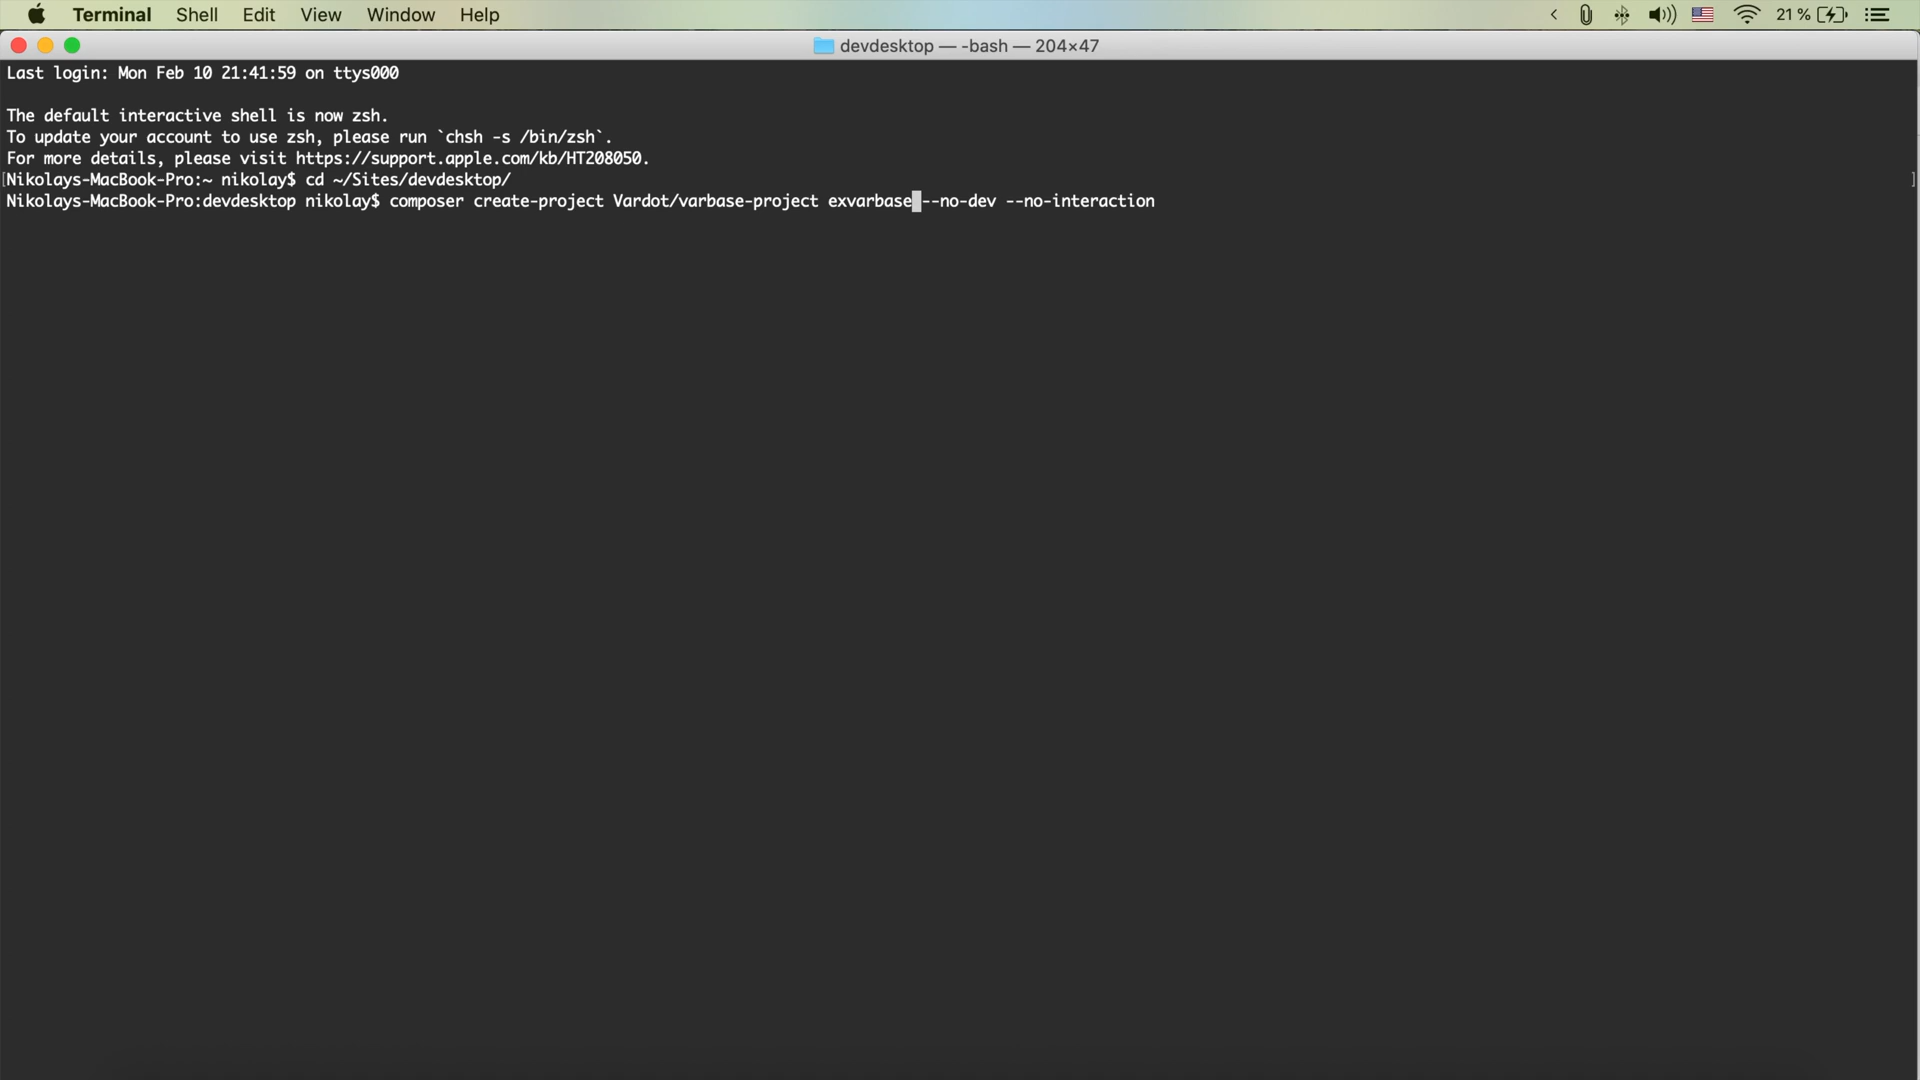 Terminal Shell Edit View Window Help 21 %
devdesktop — -bash — 204×47
Last login: Mon Feb 10 21:41:59 on ttys000
The default interactive shell is now zsh.
To update your account to use zsh, please run `chsh -s /bin/zsh`.
For more details, please visit https://support.apple.com/kb/HT208050.
[Nikolays-MacBook-Pro:~ nikolay$ cd ~/Sites/devdesktop/ ]
Nikolays-MacBook-Pro:devdesktop nikolay$ composer create-project Vardot/varbase-project exvarbase --no-dev --no-interaction